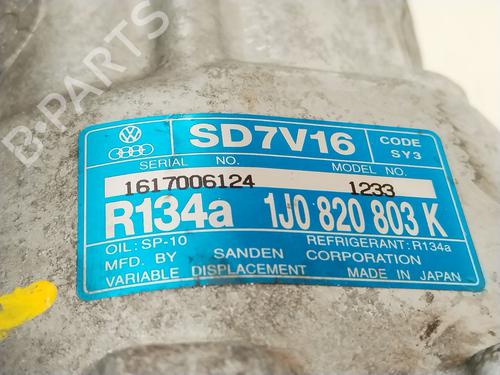 B-PARTS
SD7V16
CODE
SY3
SERIAL NO. MODEL NO.
1617006124 1233
R134a 1J0 820 803 K
OIL: SP-10 REFRIGERANT: R134a
MFD. BY SANDEN CORPORATION
VARIABLE DISPLACEMENT MADE IN JAPAN